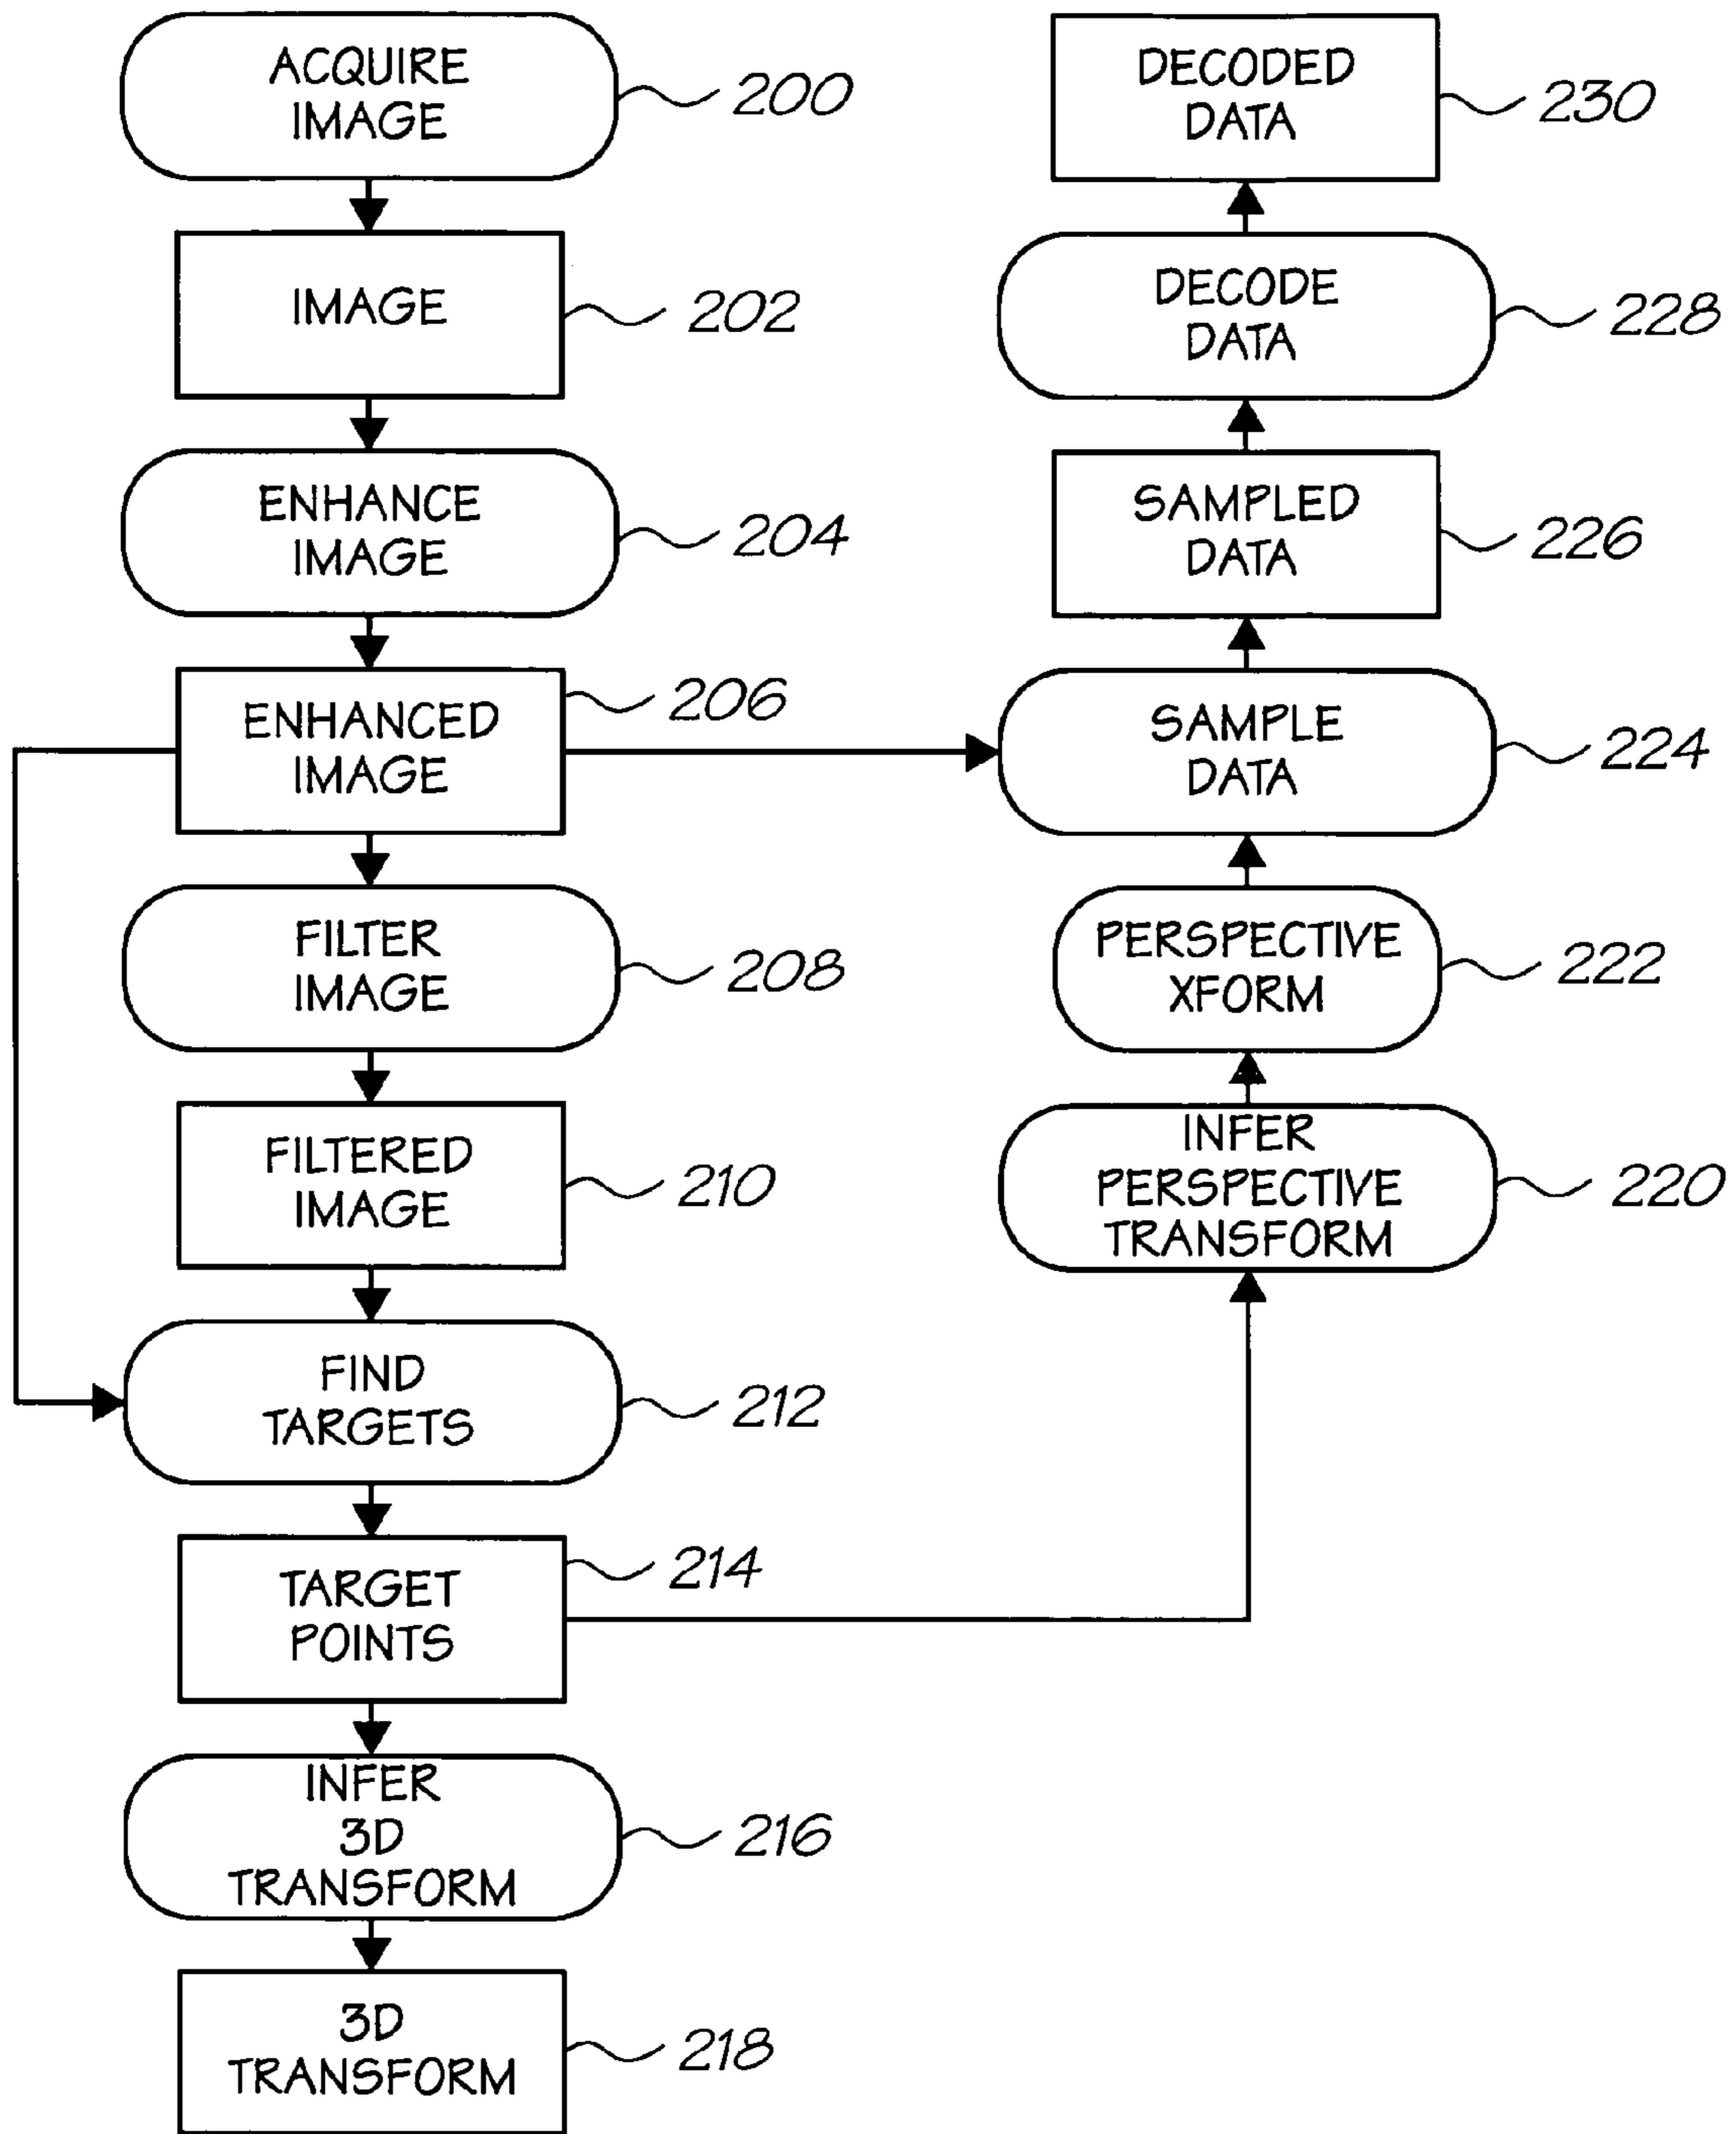 ACQUIRE
IMAGE
200
IMAGE
202
ENHANCE
IMAGE
204
ENHANCED
IMAGE
206
FILTER
IMAGE
208
FILTERED
IMAGE
210
FIND
TARGETS
212
TARGET
POINTS
214
INFER
3D
TRANSFORM
216
3D
TRANSFORM
218
DECODED
DATA
230
DECODE
DATA
228
SAMPLED
DATA
226
SAMPLE
DATA
224
PERSPECTIVE
XFORM
222
INFER
PERSPECTIVE
TRANSFORM
220